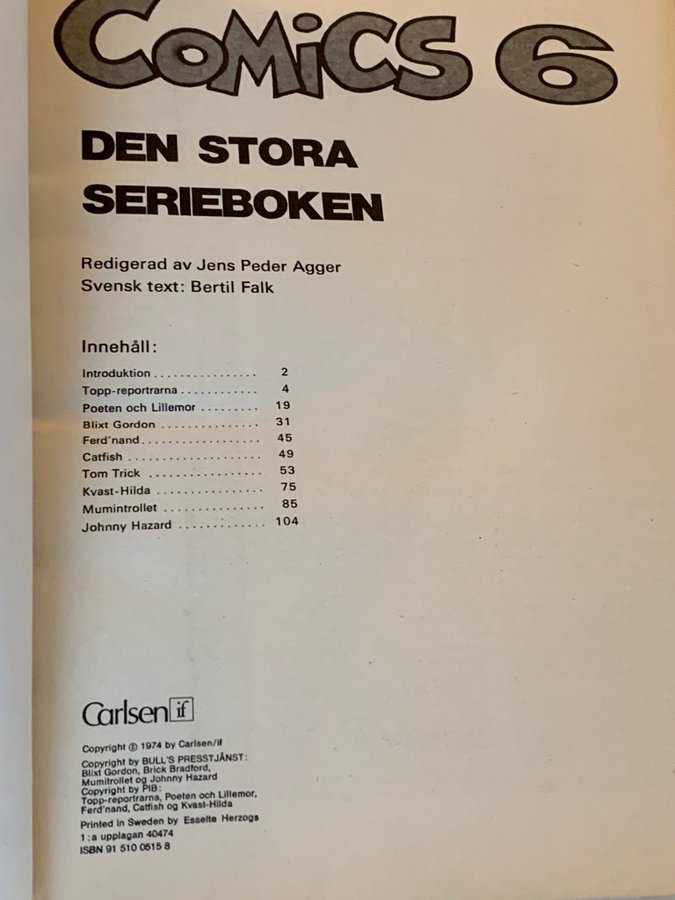 COMICS 6
DEN STORA
SERIEBOKEN
Redigerad av Jens Peder Agger
Svensk text: Bertil Falk
Innehåll:
Introduktion ................ 2
Topp-reportrarna ............ 4
Poeten och Lillemor ......... 19
Blixt Gordon ............... 31
Ferd'nand .................. 45
Catfish .................... 49
Tom Trick ................. 53
Kvast-Hilda ................ 75
Mumintrollet ............... 85
Johnny Hazard ............. 104
Carlsen if
Copyright © 1974 by Carlsen/if
Copyright by BULL'S PRESSTJÄNST:
Blixt Gordon, Brick Bradford,
Mumitrollet og Johnny Hazard
Copyright by PIB:
Topp-reportrarna, Poeten och Lillemor,
Ferd'nand, Catfish og Kvast-Hilda
Printed in Sweden by Esselte Herzogs
1:a upplagan 40474
ISBN 91 510 0515 8